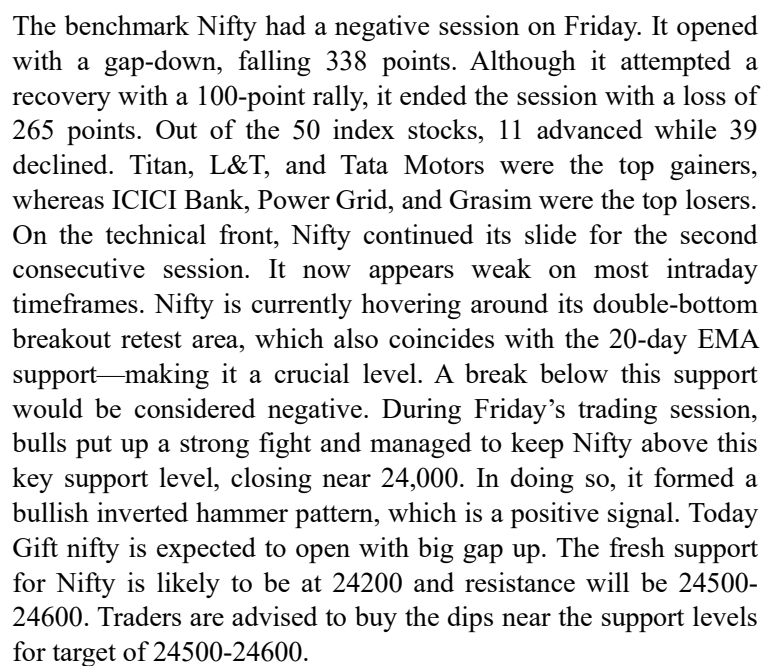 The benchmark Nifty had a negative session on Friday. It opened
with a gap-down, falling 338 points. Although it attempted a
recovery with a 100-point rally, it ended the session with a loss of
265 points. Out of the 50 index stocks, 11 advanced while 39
declined. Titan, L&T, and Tata Motors were the top gainers,
whereas ICICI Bank, Power Grid, and Grasim were the top losers.
On the technical front, Nifty continued its slide for the second
consecutive session. It now appears weak on most intraday
timeframes. Nifty is currently hovering around its double-bottom
breakout retest area, which also coincides with the 20-day EMA
support—making it a crucial level. A break below this support
would be considered negative. During Friday’s trading session,
bulls put up a strong fight and managed to keep Nifty above this
key support level, closing near 24,000. In doing so, it formed a
bullish inverted hammer pattern, which is a positive signal. Today
Gift nifty is expected to open with big gap up. The fresh support
for Nifty is likely to be at 24200 and resistance will be 24500-
24600. Traders are advised to buy the dips near the support levels
for target of 24500-24600.